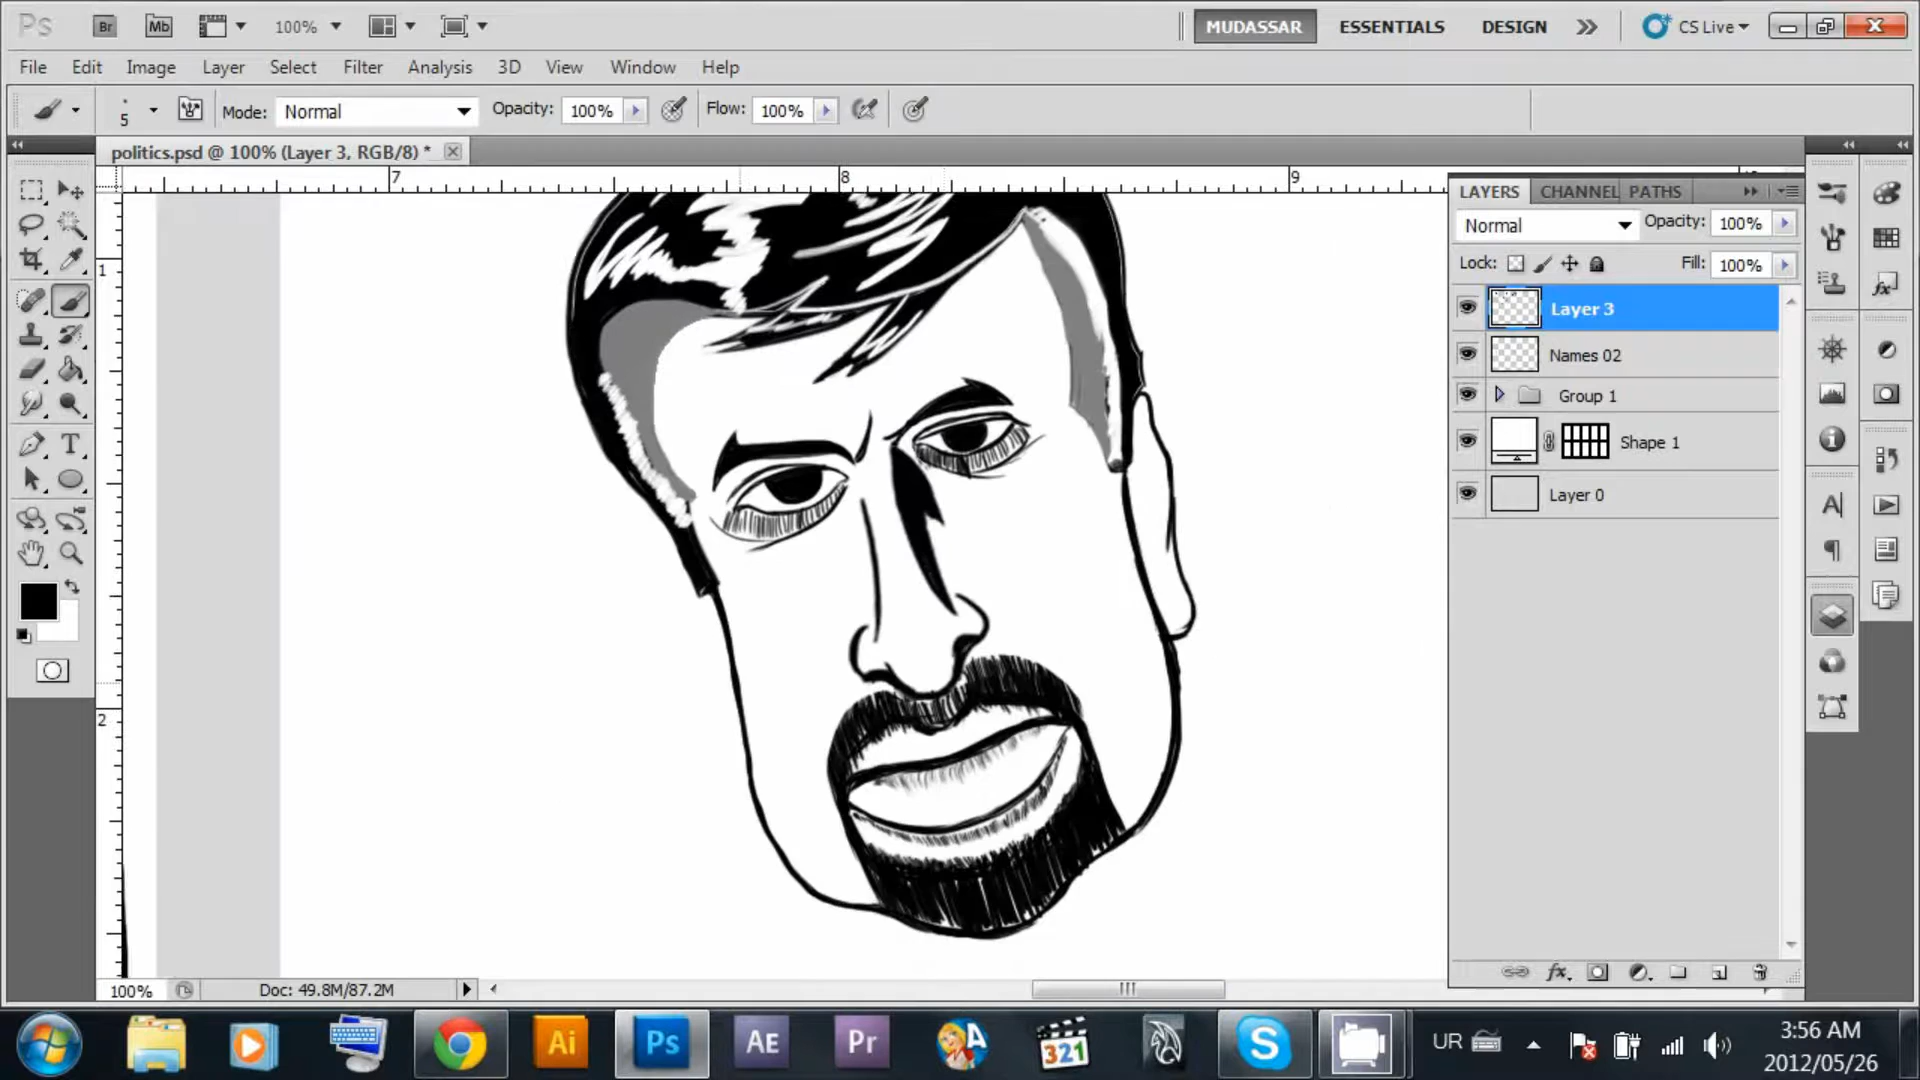 Ps Br Mb 100% MUDASSAR ESSENTIALS DESIGN CS Live
File Edit Image Layer Select Filter Analysis 3D View Window Help
5 Mode: Normal Opacity: 100% Flow: 100%
politics.psd @ 100% (Layer 3, RGB/8) *
7 8 9
LAYERS CHANNEL PATHS
Normal Opacity: 100%
Lock: Fill: 100%
1
Layer 3
Names 02
Group 1
Shape 1
Layer 0
2
100% Doc: 49.8M/87.2M
Ai Ps AE Pr 321 UR 3:56 AM
2012/05/26